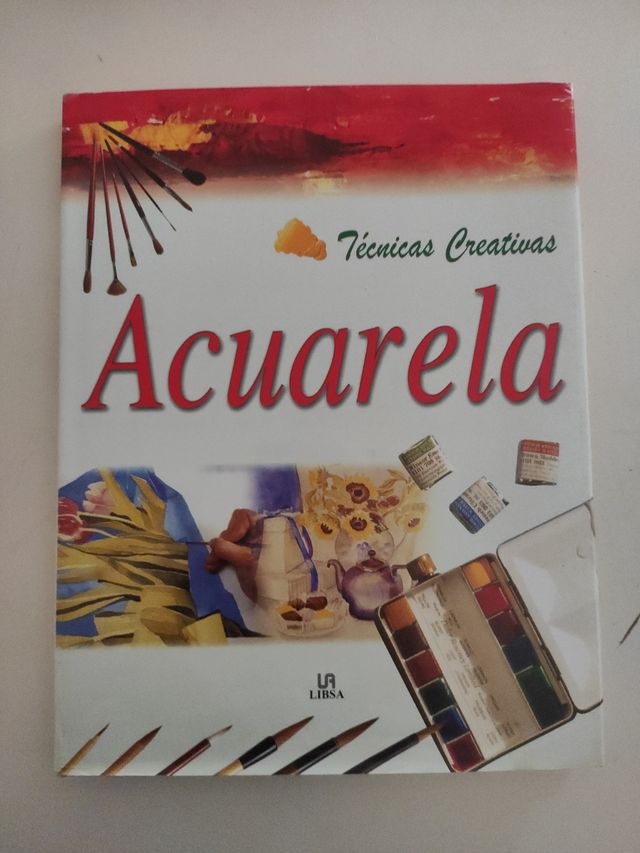 Técnicas Creativas
Acuarela
LIBSA